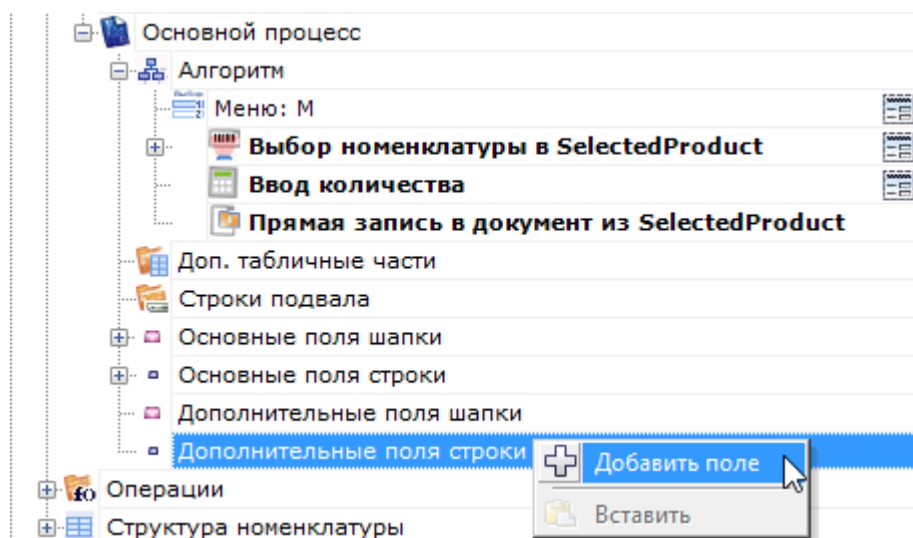 Основной процесс
Алгоритм
Меню: М
Выбор номенклатуры в SelectedProduct
Ввод количества
Прямая запись в документ из SelectedProduct
Доп. табличные части
Строки подвала
Основные поля шапки
Основные поля строки
Дополнительные поля шапки
Дополнительные поля строки
Добавить поле
Операции
Вставить
Структура номенклатуры